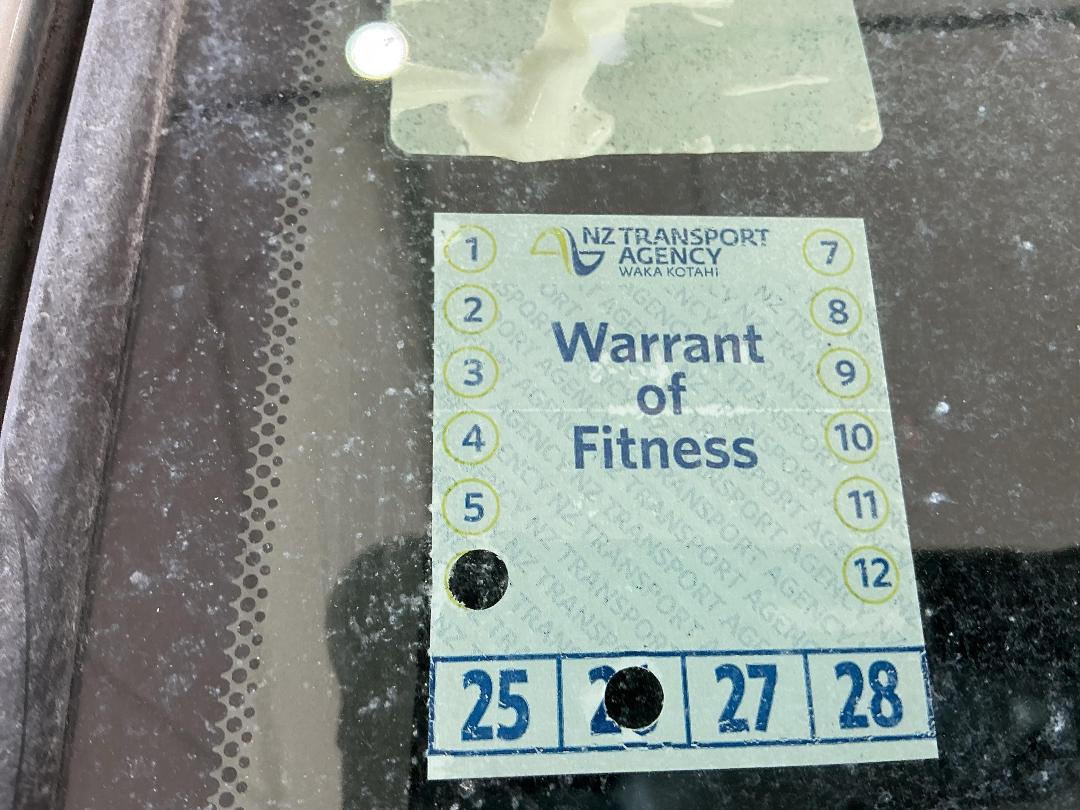 NZ TRANSPORT
AGENCY
WAKA KOTAHI
Warrant
of
Fitness
1
2
3
4
5
7
8
9
10
11
12
25 2 27 28